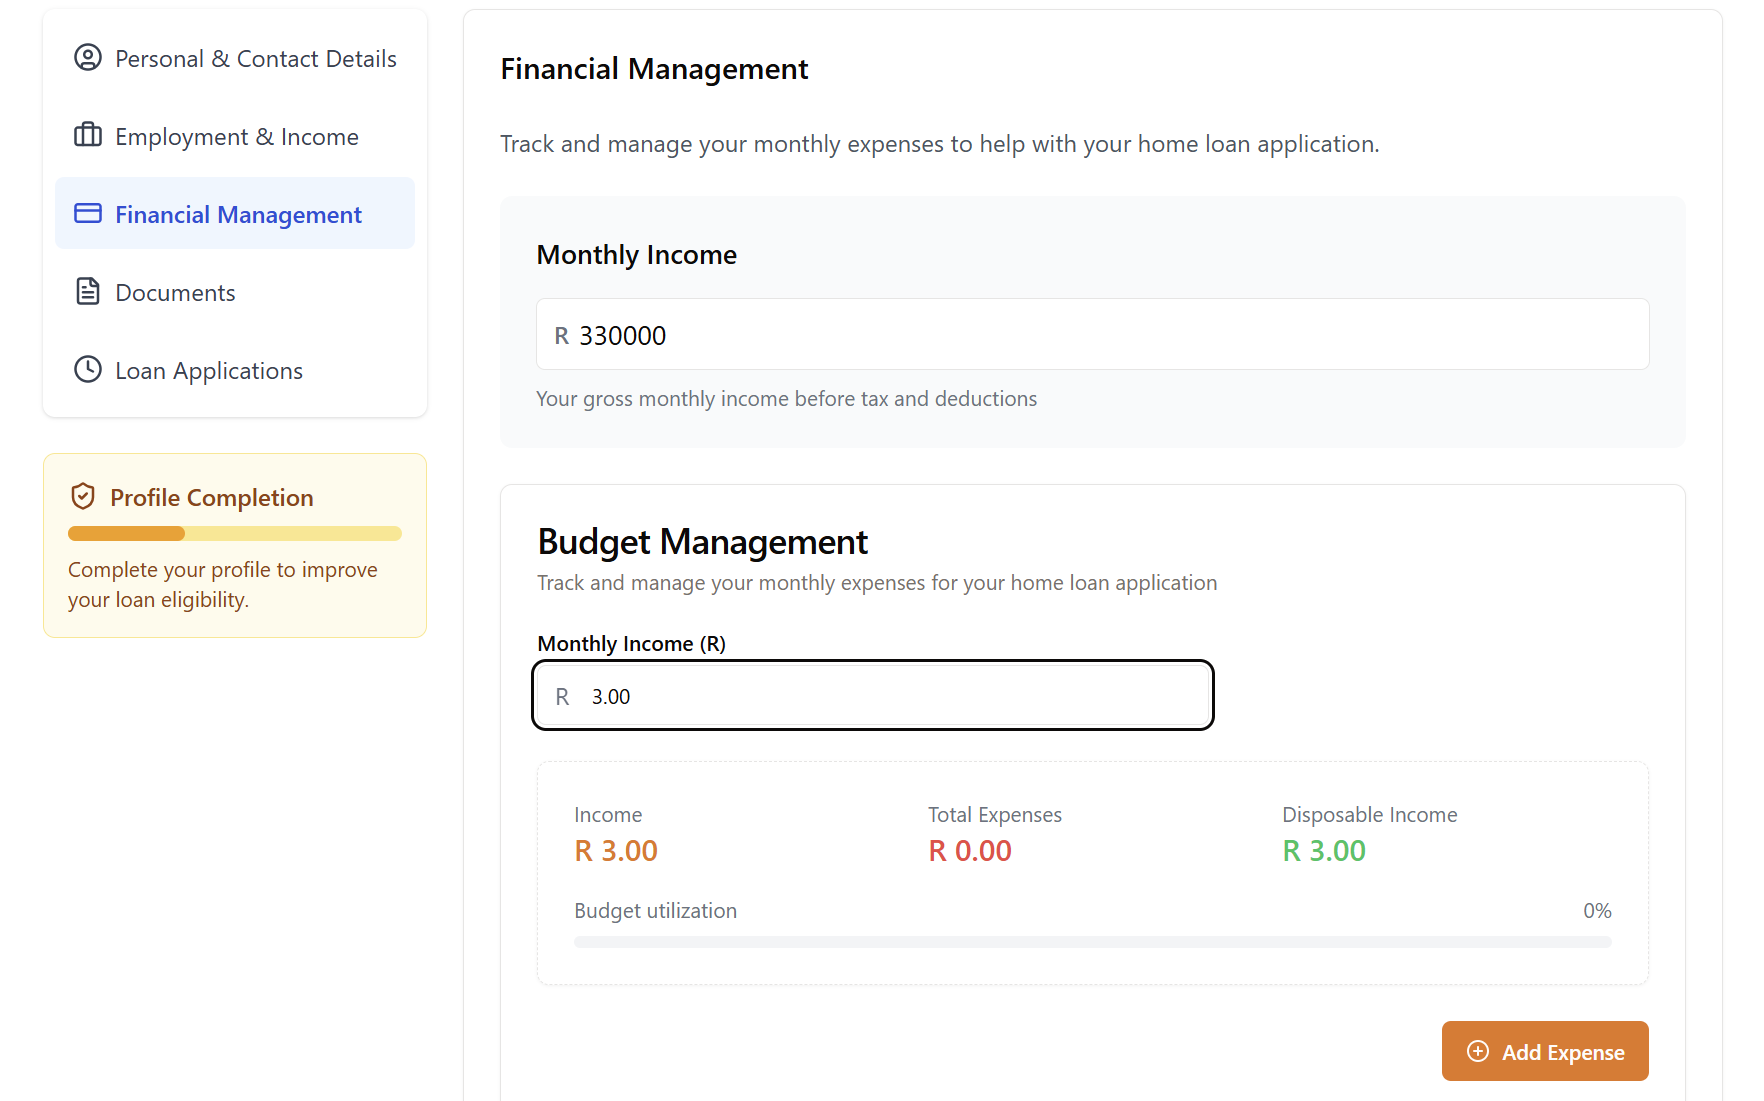 Personal & Contact Details
Employment & Income
Financial Management
Documents
Loan Applications
Profile Completion
Complete your profile to improve
your loan eligibility.
Financial Management
Track and manage your monthly expenses to help with your home loan application.
Monthly Income
R 330000
Your gross monthly income before tax and deductions
Budget Management
Track and manage your monthly expenses for your home loan application
Monthly Income (R)
R 3.00
Income Total Expenses Disposable Income
R 3.00 R 0.00 R 3.00
Budget utilization 0%
Add Expense